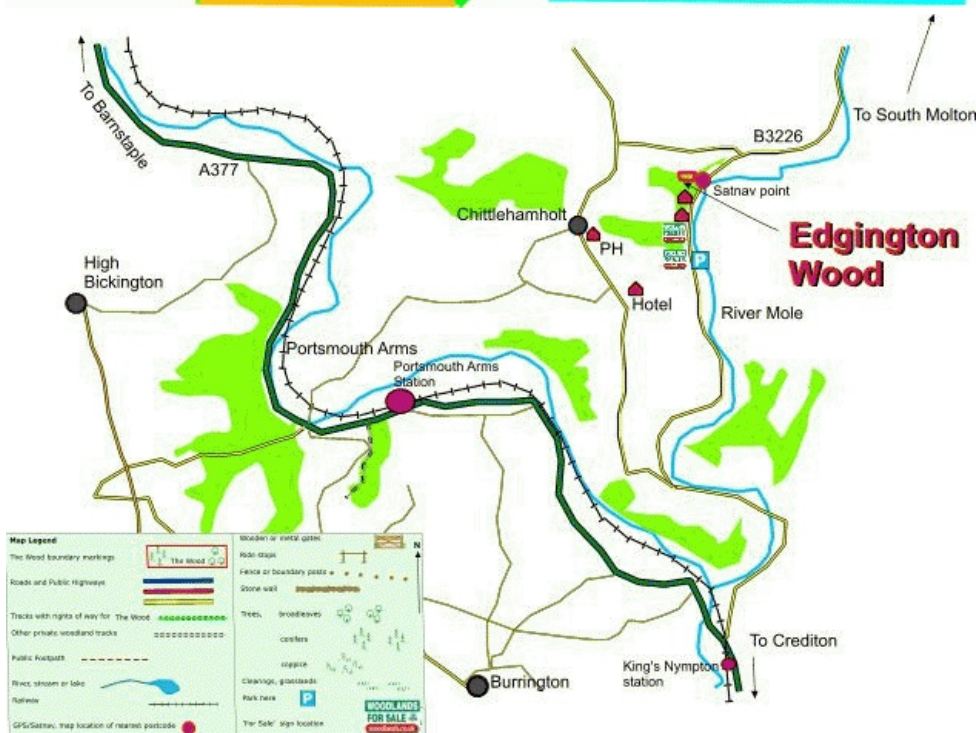 To South Molton
To Barnstaple
B3226
A377
Satnav point
Chittlehamholt
PH
Edgington
Wood
High
Bickington
Hotel
River Mole
Portsmouth Arms
Portsmouth Arms
Station
P
Map Legend
The Wood boundary markings
The Wood
Roads and Public Highways
Tracks with rights of way for The Wood
Other private woodland tracks
Public Footpath
River, stream or lake
Railway
GPS/Satnav, map location of nearest postcode
Wooden or metal gates
N
Ride stops
Fence or boundary posts
Stone wall
Trees, broadleaves
conifers
coppice
Clearings, grasslands
Park here P
'For Sale' sign location
WOODLANDS
FOR SALE
woodlands.co.uk
Burrington
To Crediton
King's Nympton
station